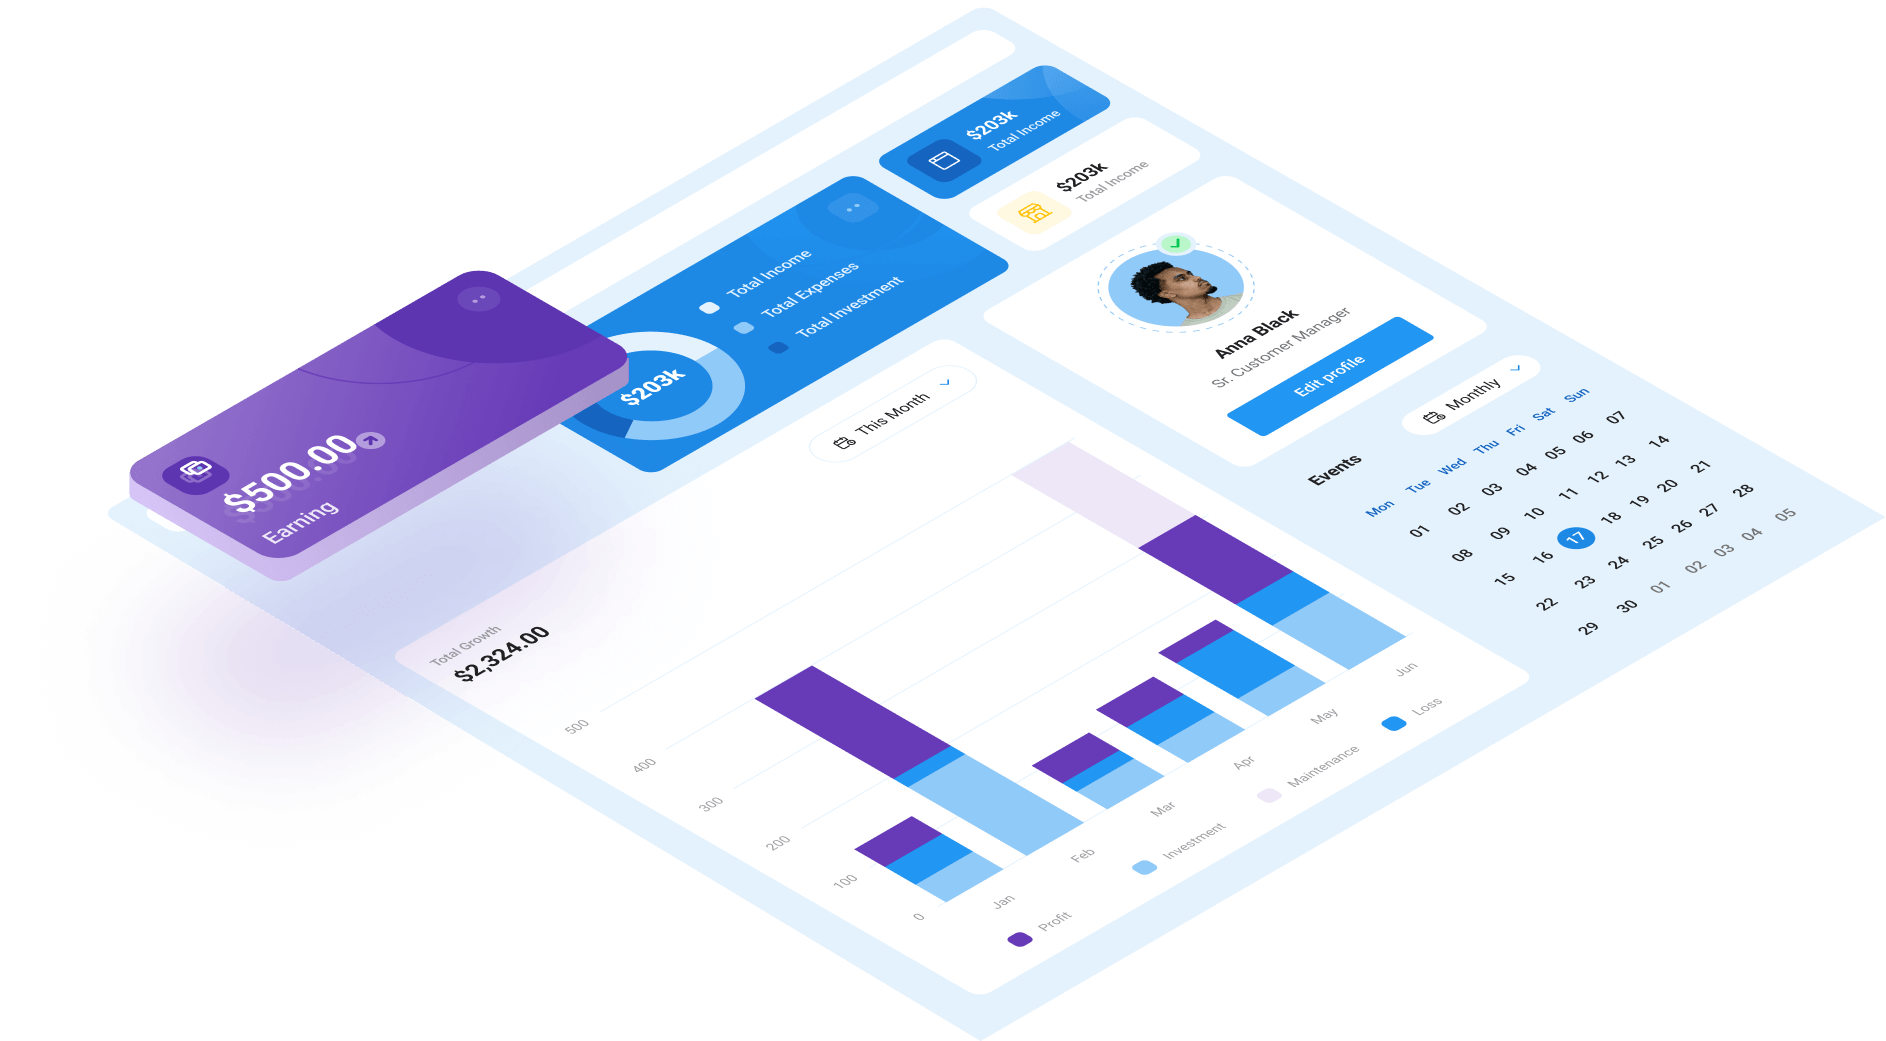 $203k
Total Income
$203k
Total Income
Total Income
Total Expenses
Total Investment
$203k
$500.00
Earning
Anna Black
Sr. Customer Manager
Edit profile
This Month
Total Growth
$2,324.00
500
400
300
200
100
0
Jan
Feb
Mar
Apr
May
Jun
Profit
Investment
Maintenance
Loss
Events
Monthly
Mon Tue Wed Thu Fri Sat Sun
01 02 03 04 05 06 07
08 09 10 11 12 13 14
15 16 17 18 19 20 21
22 23 24 25 26 27 28
29 30 01 02 03 04 05